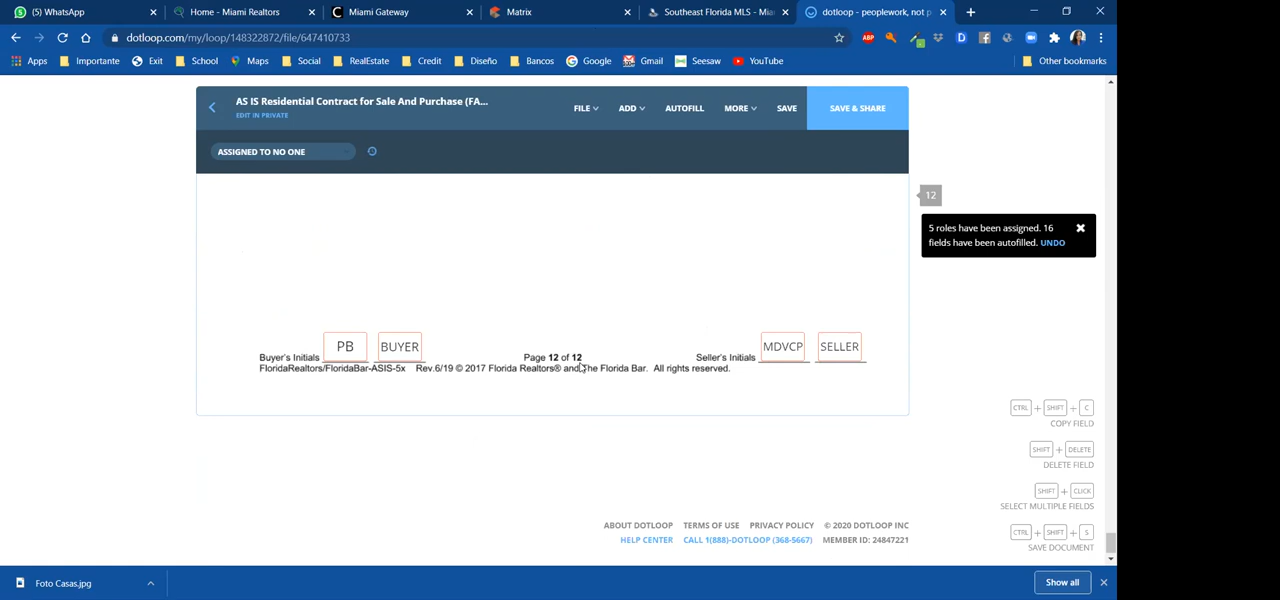 (5) WhatsApp
Home - Miami Realtors
Miami Gateway
Matrix
Southeast Florida MLS - Mia
dotloop - peoplework, not p
dotloop.com/my/loop/148322872/file/647410733
Apps Importante Exit School Maps Social RealEstate Credit Diseño Bancos Google Gmail Seesaw YouTube Other bookmarks
AS IS Residential Contract for Sale And Purchase (FA...
EDIT IN PRIVATE
FILE ADD AUTOFILL MORE SAVE SAVE & SHARE
ASSIGNED TO NO ONE
12
5 roles have been assigned. 16
fields have been autofilled. UNDO
Buyer's Initials PB BUYER Page 12 of 12 Seller's Initials MDVCP SELLER
FloridaRealtors/FloridaBar-ASIS-5x Rev.6/19 © 2017 Florida Realtors® and The Florida Bar. All rights reserved.
CTRL + SHIFT + C
COPY FIELD
SHIFT + DELETE
DELETE FIELD
SHIFT + CLICK
SELECT MULTIPLE FIELDS
CTRL + SHIFT + S
SAVE DOCUMENT
ABOUT DOTLOOP TERMS OF USE PRIVACY POLICY © 2020 DOTLOOP INC
HELP CENTER CALL 1(888)-DOTLOOP (368-5667) MEMBER ID: 24847221
Foto Casas.jpg
Show all